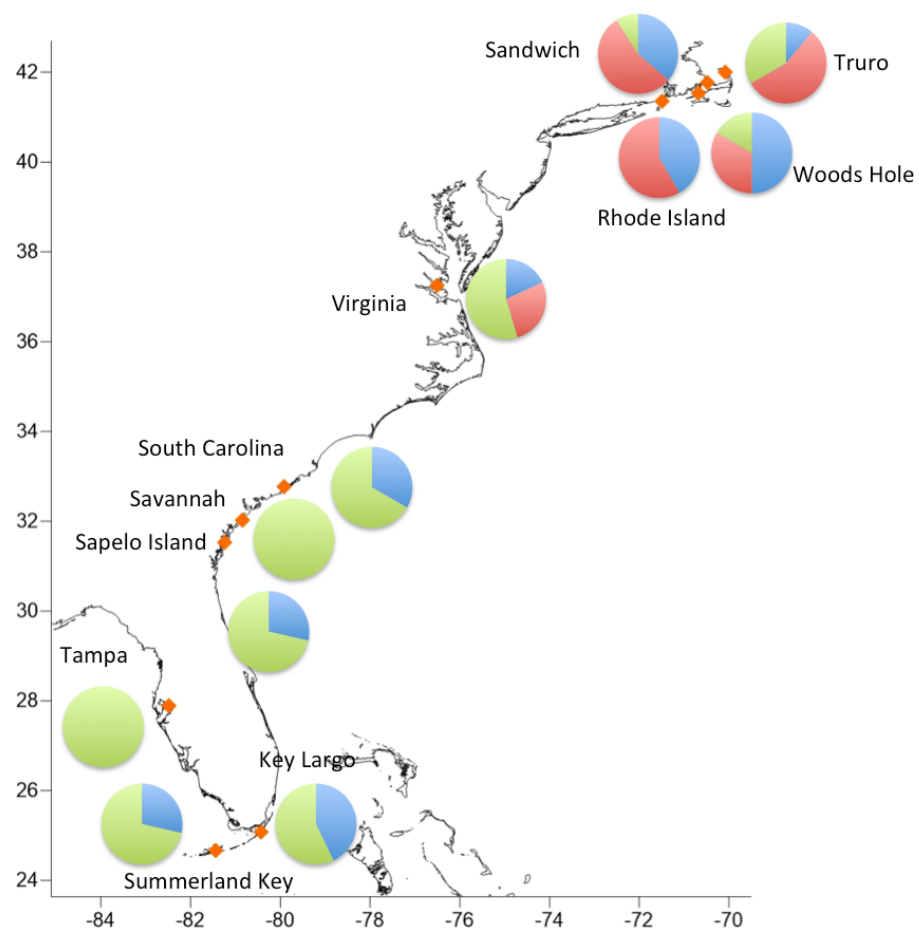 Sandwich
Truro
42
40
Woods Hole
Rhode Island
38
Virginia
36
34
South Carolina
Savannah
32
Sapelo Island
30
Tampa
28
Key Largo
26
Summerland Key
24
-84 -82 -80 -78 -76 -74 -72 -70